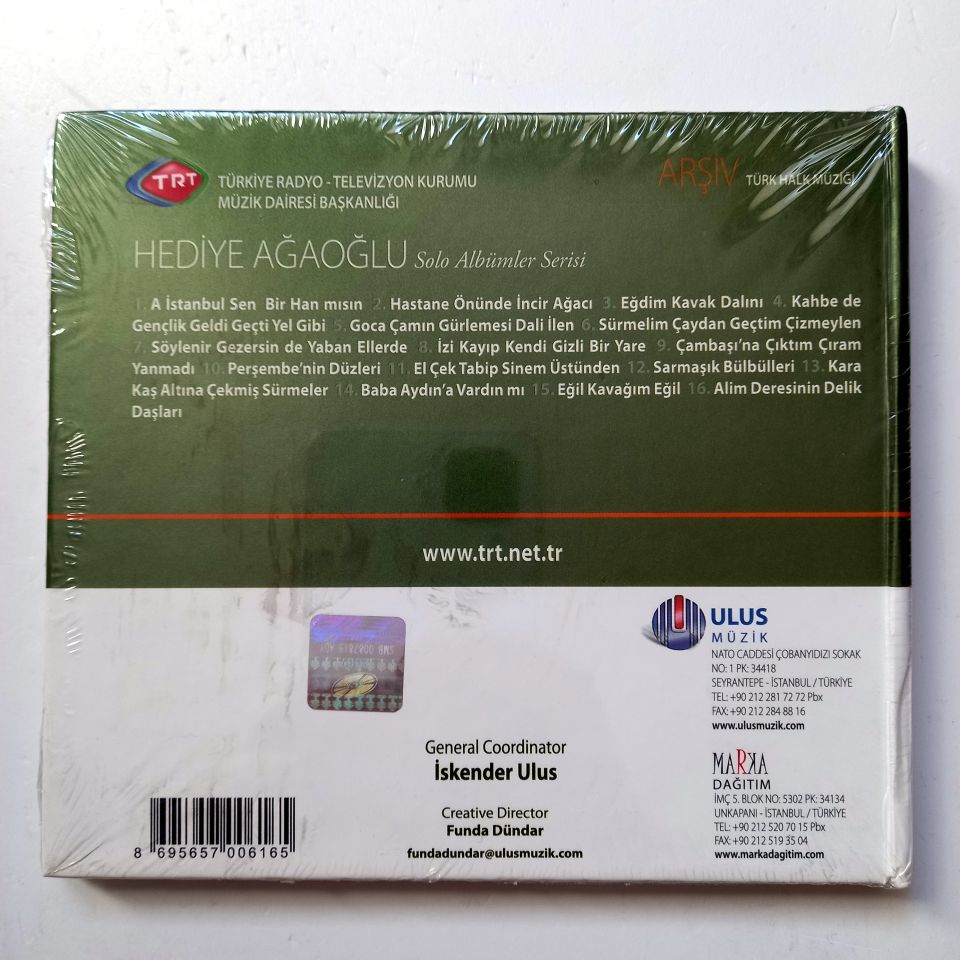 TRT
TÜRKİYE RADYO - TELEVİZYON KURUMU
MÜZİK DAİRESİ BAŞKANLIĞI
ARŞİV TÜRK HALK MÜZİĞİ
HEDİYE AĞAOĞLU Solo Albümler Serisi
1. A İstanbul Sen Bir Han mısın 2. Hastane Önünde İncir Ağacı 3. Eğdim Kavak Dalını 4. Kahbe de
Gençlik Geldi Geçti Yel Gibi 5. Goca Çamın Gürlemesi Dali İlen 6. Sürmelim Çaydan Geçtim Çizmeylen
7. Söylenir Gezersin de Yaban Ellerde 8. İzi Kayıp Kendi Gizli Bir Yare 9. Çambaşı'na Çıktım Çıram
Yanmadı 10. Perşembe'nin Düzleri 11. El Çek Tabip Sinem Üstünden 12. Sarmaşık Bülbülleri 13. Kara
Kaş Altına Çekmiş Sürmeler 14. Baba Aydın'a Vardın mı 15. Eğil Kavağım Eğil 16. Alim Deresinin Delik
Daşları
www.trt.net.tr
ULUS
MÜZİK
NATO CADDESİ ÇOBANYIDIZI SOKAK
NO: 1 PK: 34418
SEYRANTEPE - İSTANBUL / TÜRKİYE
TEL: +90 212 281 72 72 Pbx
FAX: +90 212 284 88 16
www.ulusmuzik.com
General Coordinator
İskender Ulus
Creative Director
Funda Dündar
fundadundar@ulusmuzik.com
MARKA
DAĞITIM
İMÇ 5. BLOK NO: 5302 PK: 34134
UNKAPANI - İSTANBUL / TÜRKİYE
TEL: +90 212 520 70 15 Pbx
FAX: +90 212 519 35 04
www.markadagitim.com
8 695657 006165